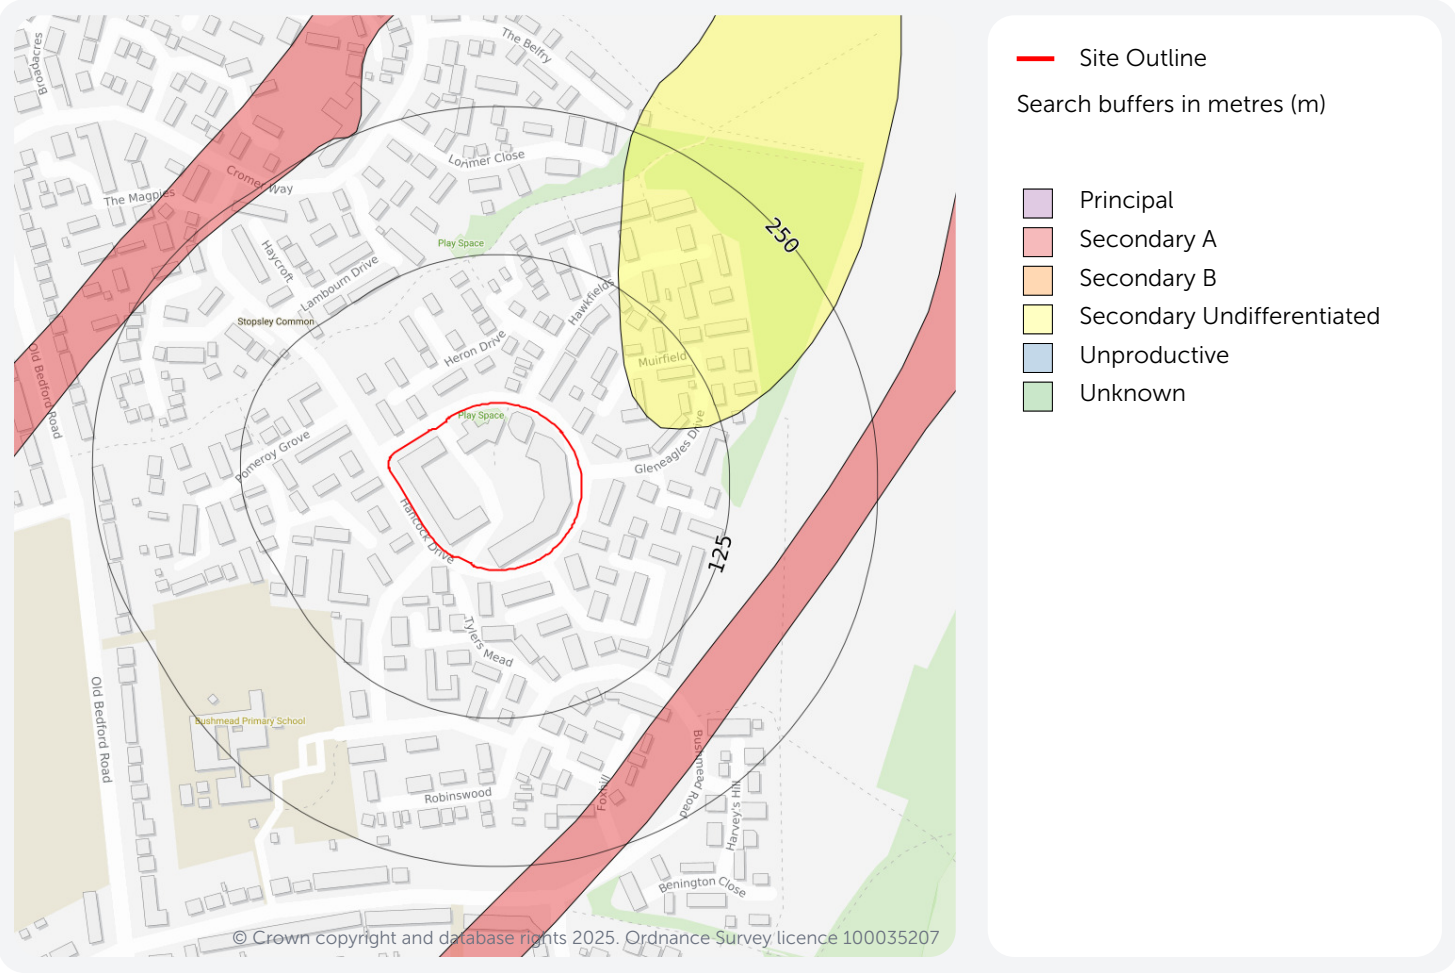 The Belfry
Broadacres
Lorimer Close
Cromer Way
The Magpies
250
Play Space
Haycroft
Lambourn Drive
Hawkfields
Stopsley Common
Heron Drive
Muirfield
Old Bedford Road
Play Space
Pomeroy Grove
Gleneagles Drive
Hancock Drive
125
Tylers Mead
Old Bedford Road
Bushmead Primary School
Bushmead Road
Robinswood
Foxhill
Harvey's Hill
Benington Close
© Crown copyright and database rights 2025. Ordnance Survey licence 100035207
Site Outline
Search buffers in metres (m)
Principal
Secondary A
Secondary B
Secondary Undifferentiated
Unproductive
Unknown